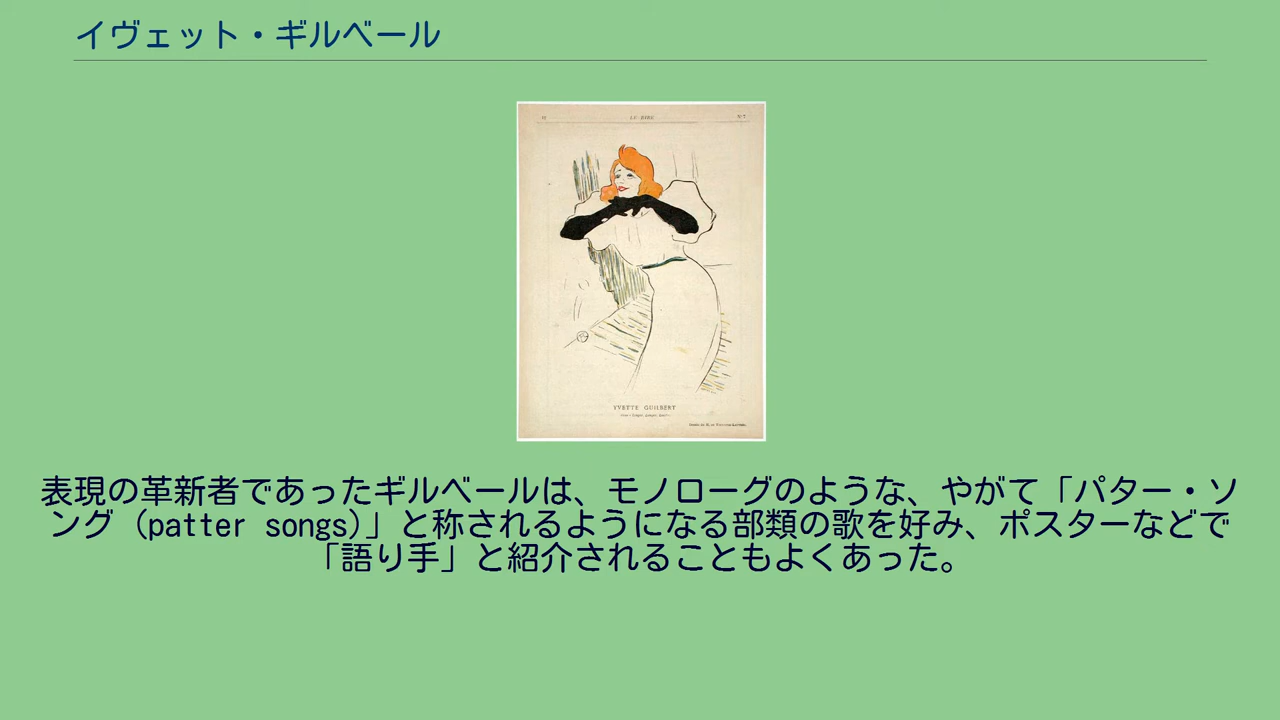 イヴェット・ギルベール
LE RIRE
YVETTE GUILBERT
表現の革新者であったギルベールは、モノローグのような、やがて「パター・ソ
ング（patter songs）」と称されるようになる部類の歌を好み、ポスターなどで
「語り手」と紹介されることもよくあった。